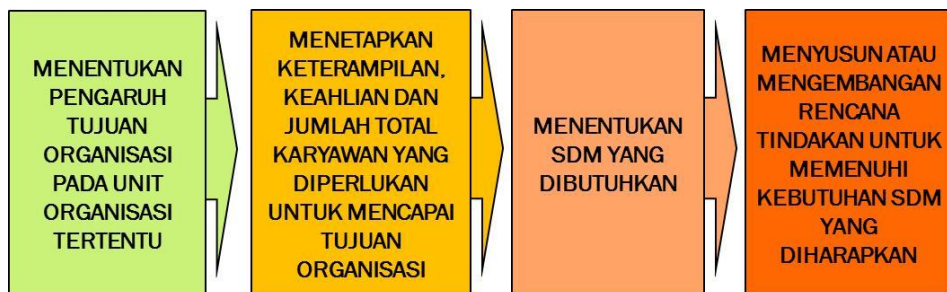 MENENTUKAN
PENGARUH
TUJUAN
ORGANISASI
PADA UNIT
ORGANISASI
TERTENTU
MENETAPKAN
KETERAMPILAN,
KEAHLIAN DAN
JUMLAH TOTAL
KARYAWAN YANG
DIPERLUKAN
UNTUK MENCAPAI
TUJUAN
ORGANISASI
MENENTUKAN
SDM YANG
DIBUTUHKAN
MENYUSUN ATAU
MENGEMBANGAN
RENCANA
TINDAKAN UNTUK
MEMENUHI
KEBUTUHAN SDM
YANG
DIHARAPKAN